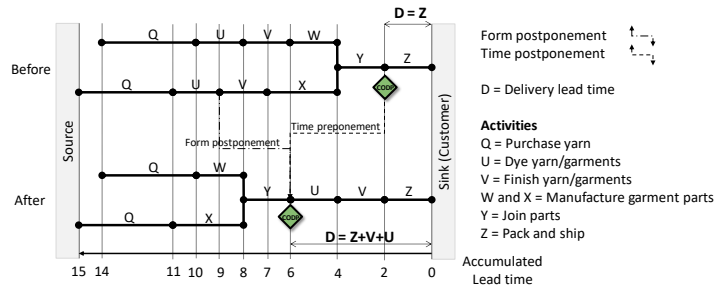 D = Z
Before
Q U V W
Y Z
Q U V X
CODP
Time preponement
Form postponement
After
Q W
Y U V Z
Q X
CODP
D = Z+V+U
Source
Sink (Customer)
15 14 11 10 9 8 7 6 4 2 0
Accumulated
Lead time
Form postponement
Time postponement
D = Delivery lead time
Activities
Q = Purchase yarn
U = Dye yarn/garments
V = Finish yarn/garments
W and X = Manufacture garment parts
Y = Join parts
Z = Pack and ship